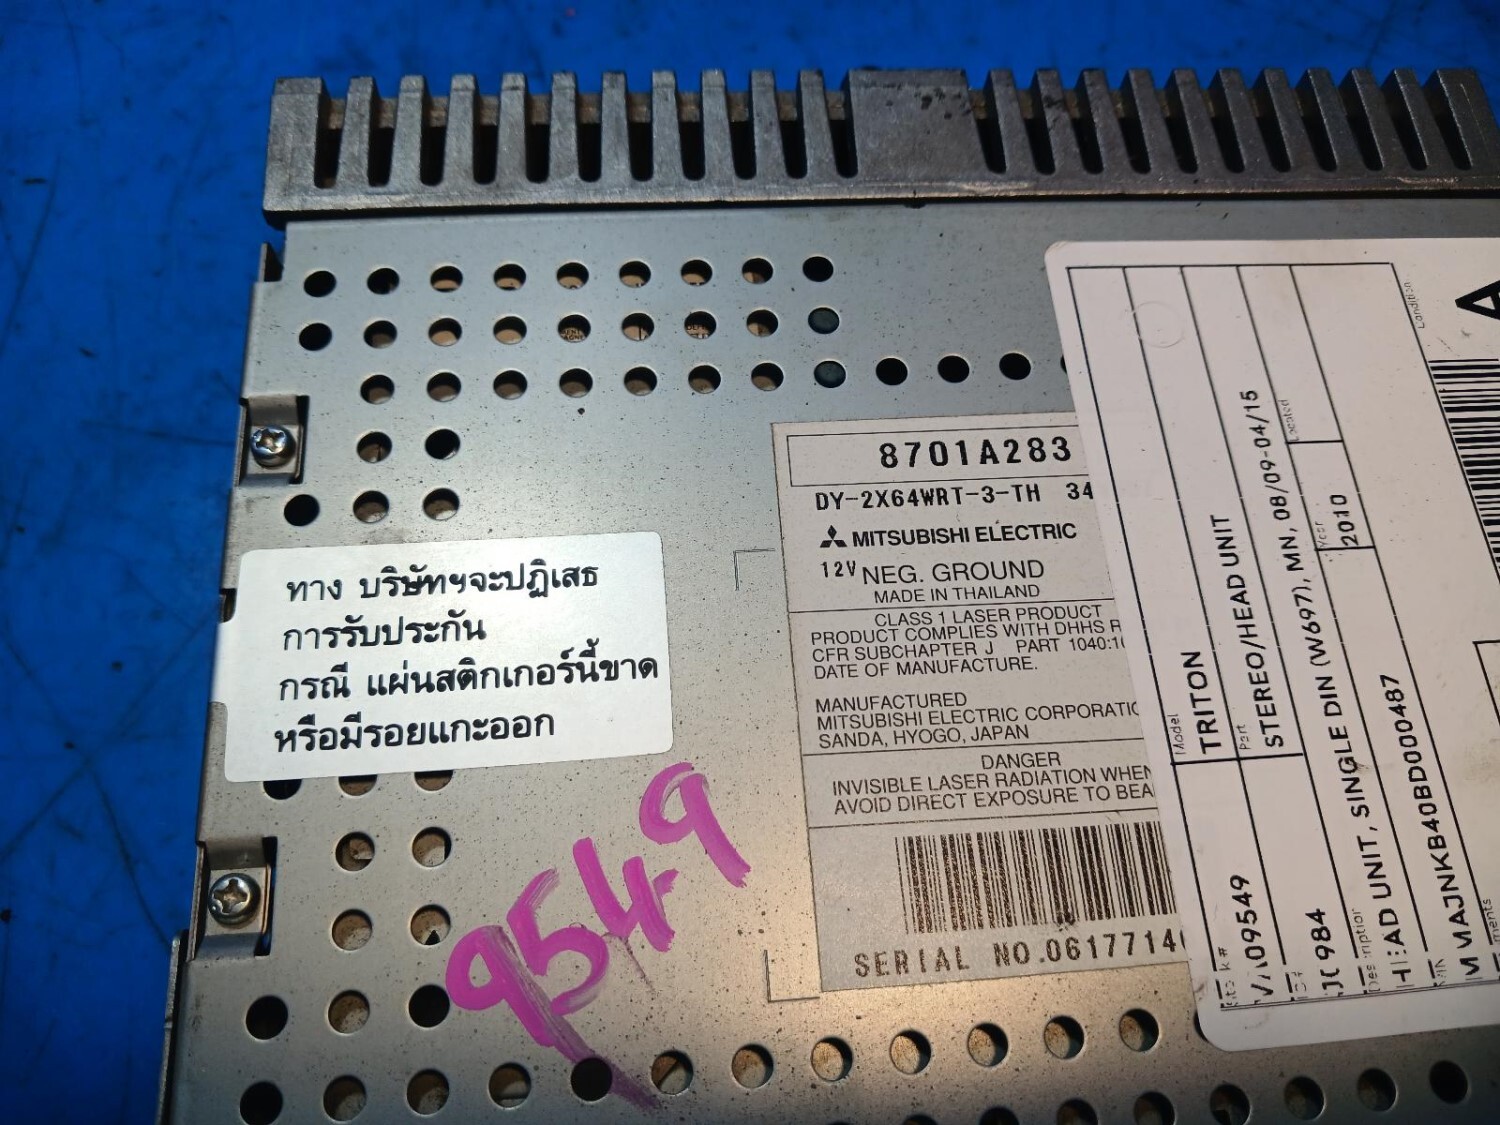 8701A283
DY-2X64WRT-3-TH 34
MITSUBISHI ELECTRIC
12V NEG. GROUND
MADE IN THAILAND
CLASS 1 LASER PRODUCT
PRODUCT COMPLIES WITH DHHS R
CFR SUBCHAPTER J PART 1040:10
DATE OF MANUFACTURE.
MANUFACTURED
MITSUBISHI ELECTRIC CORPORATIO
SANDA, HYOGO, JAPAN
DANGER
INVISIBLE LASER RADIATION WHEN
AVOID DIRECT EXPOSURE TO BEA
SERIAL NO.0617714
ทาง บริษัทฯจะปฏิเสธ
การรับประกัน
กรณี แผ่นสติกเกอร์นี้ขาด
หรือมีรอยแกะออก
9549
Model
TRITON
Part
STEREO/HEAD UNIT
MN, 08/09-04/15
Located
Year
2010
Condition
A
09549
984
HEAD UNIT, SINGLE DIN (W697),
MMAJNKB40BD000487